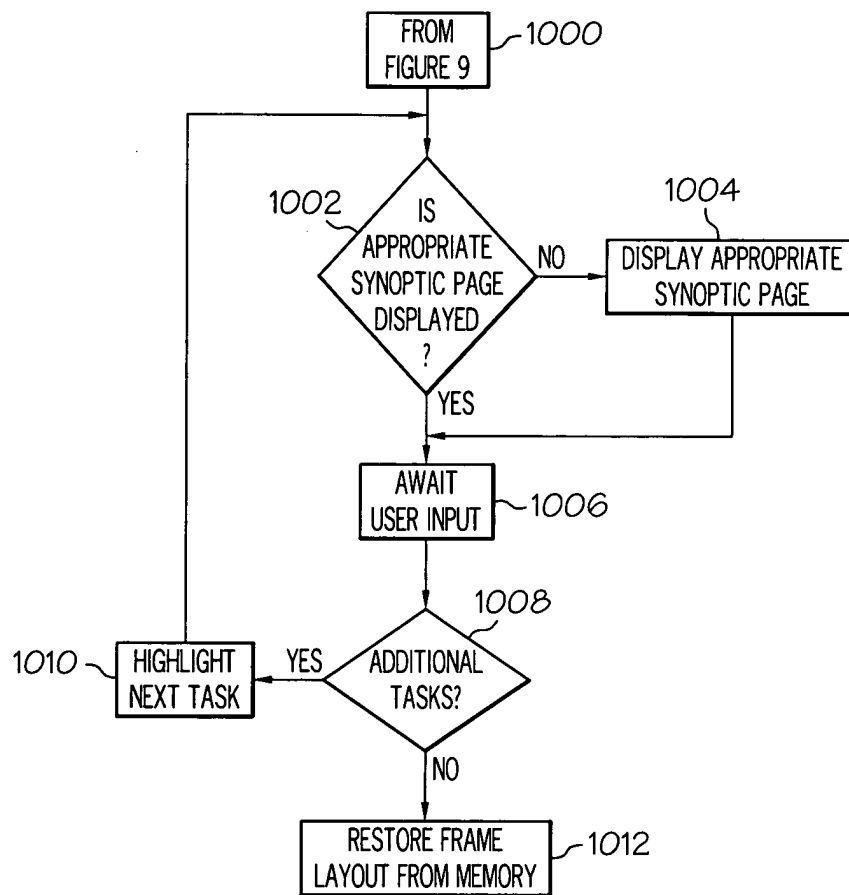 FROM
FIGURE 9
1000
1002
IS
APPROPRIATE
SYNOPTIC PAGE
DISPLAYED
?
NO
1004
DISPLAY APPROPRIATE
SYNOPTIC PAGE
YES
AWAIT
USER INPUT
1006
1008
ADDITIONAL
TASKS?
YES
1010
HIGHLIGHT
NEXT TASK
NO
RESTORE FRAME
LAYOUT FROM MEMORY
1012